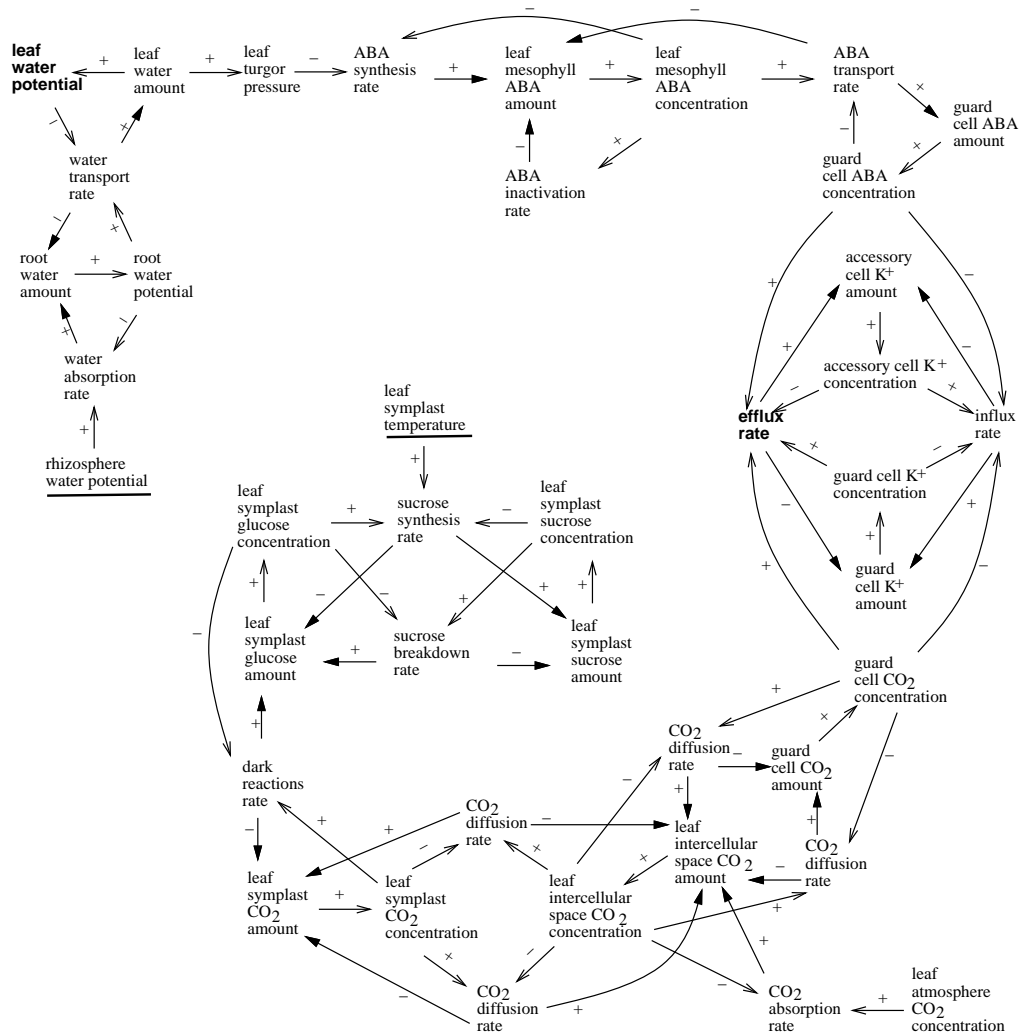 leaf
water
potential
+
leaf
water
amount
+
leaf
turgor
pressure
−
ABA
synthesis
rate
+
leaf
mesophyll
ABA
amount
+
leaf
mesophyll
ABA
concentration
+
ABA
transport
rate
−
−
+
guard
cell ABA
amount
+
−
guard
cell ABA
concentration
−
ABA
inactivation
rate
+
−
+
water
transport
rate
−
+
root
water
amount
+
root
water
potential
+
−
water
absorption
rate
+
rhizosphere
water potential
+
−
accessory
cell K+
amount
+
+
−
accessory cell K+
concentration
−
+
efflux
rate
influx
rate
+
−
guard cell K+
concentration
−
+
+
guard
cell K+
amount
+
−
leaf
symplast
temperature
+
leaf
symplast
glucose
concentration
+
sucrose
synthesis
rate
−
leaf
symplast
sucrose
concentration
+
−
−
+
+
+
leaf
symplast
glucose
amount
+
sucrose
breakdown
rate
−
leaf
symplast
sucrose
amount
−
+
guard
cell CO2
concentration
+
+
−
CO2
diffusion
rate
−
guard
cell CO2
amount
−
+
+
dark
reactions
rate
−
+
+
CO2
diffusion
rate
−
leaf
intercellular
space CO2
amount
−
CO2
diffusion
rate
−
+
+
leaf
symplast
CO2
amount
+
leaf
symplast
CO2
concentration
leaf
intercellular
space CO2
concentration
+
+
−
−
+
−
CO2
diffusion
rate
+
CO2
absorption
rate
+
leaf
atmosphere
CO2
concentration